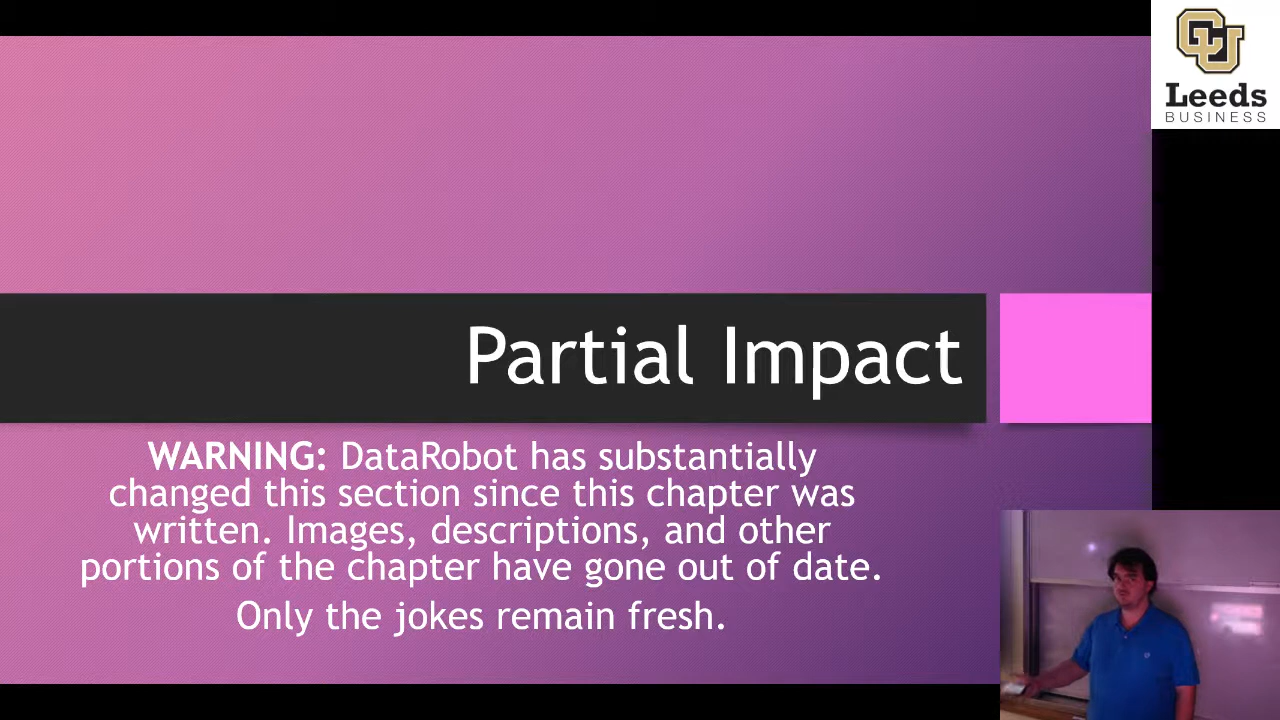 CU
Leeds
BUSINESS
Partial Impact
WARNING: DataRobot has substantially
changed this section since this chapter was
written. Images, descriptions, and other
portions of the chapter have gone out of date.
Only the jokes remain fresh.